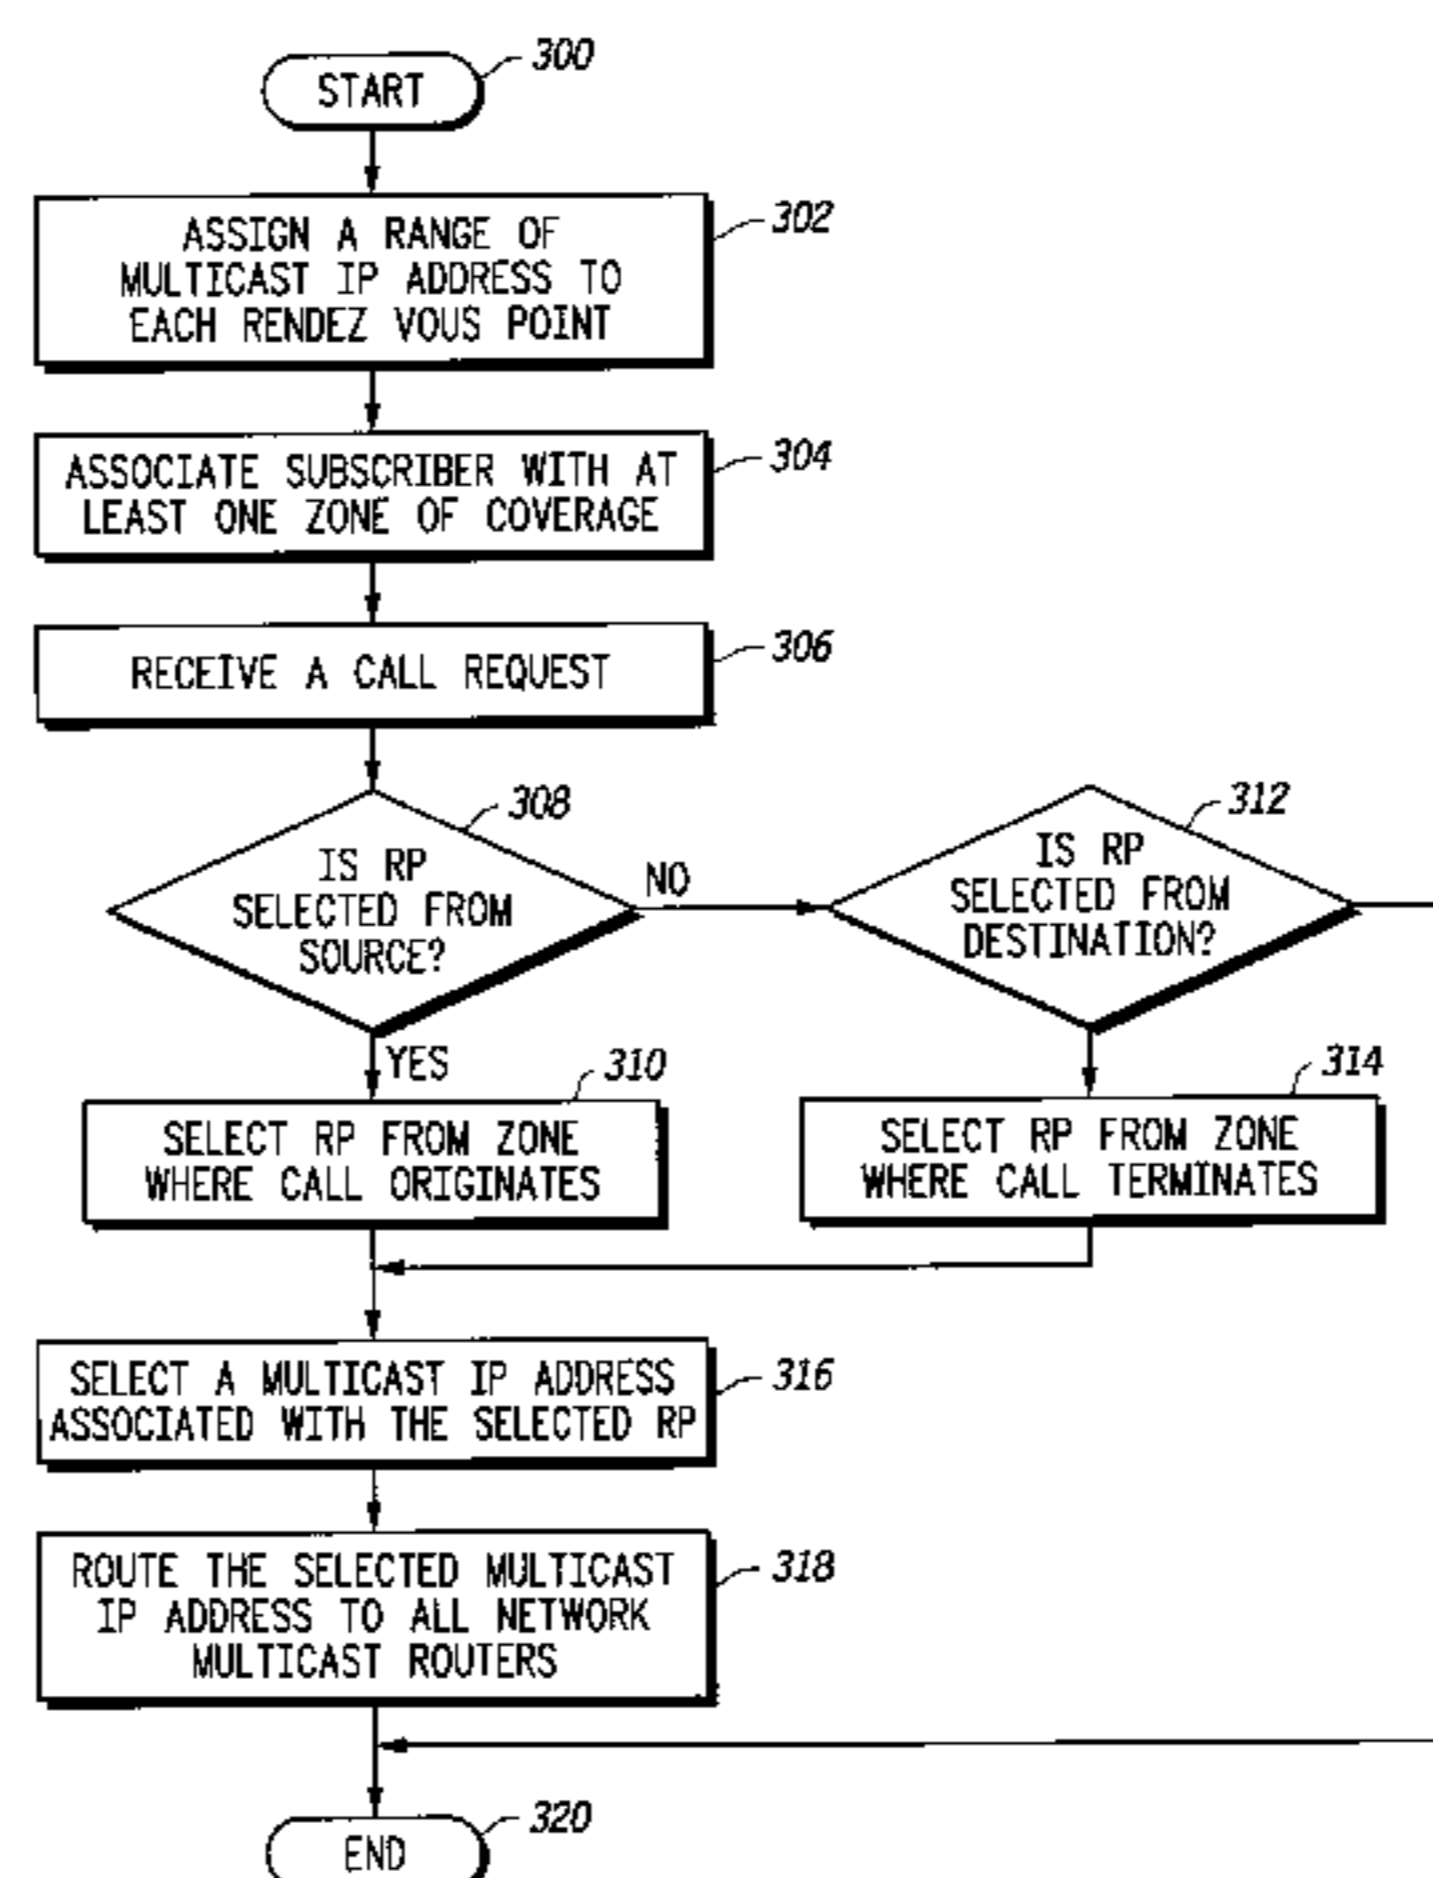 START
300
ASSIGN A RANGE OF
MULTICAST IP ADDRESS TO
EACH RENDEZ VOUS POINT
302
ASSOCIATE SUBSCRIBER WITH AT
LEAST ONE ZONE OF COVERAGE
304
RECEIVE A CALL REQUEST
306
IS RP
SELECTED FROM
SOURCE?
308
NO
YES
IS RP
SELECTED FROM
DESTINATION?
312
SELECT RP FROM ZONE
WHERE CALL ORIGINATES
310
SELECT RP FROM ZONE
WHERE CALL TERMINATES
314
SELECT A MULTICAST IP ADDRESS
ASSOCIATED WITH THE SELECTED RP
316
ROUTE THE SELECTED MULTICAST
IP ADDRESS TO ALL NETWORK
MULTICAST ROUTERS
318
END
320